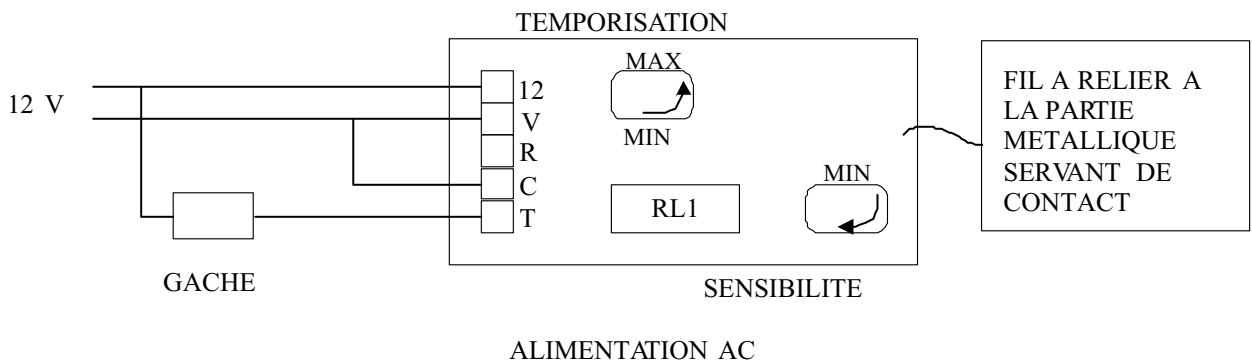 TEMPORISATION
12 V
12
V
R
C
T
MAX
MIN
RL1
MIN
FIL A RELIER A
LA PARTIE
METALLIQUE
SERVANT DE
CONTACT
GACHE
SENSIBILITE
ALIMENTATION AC